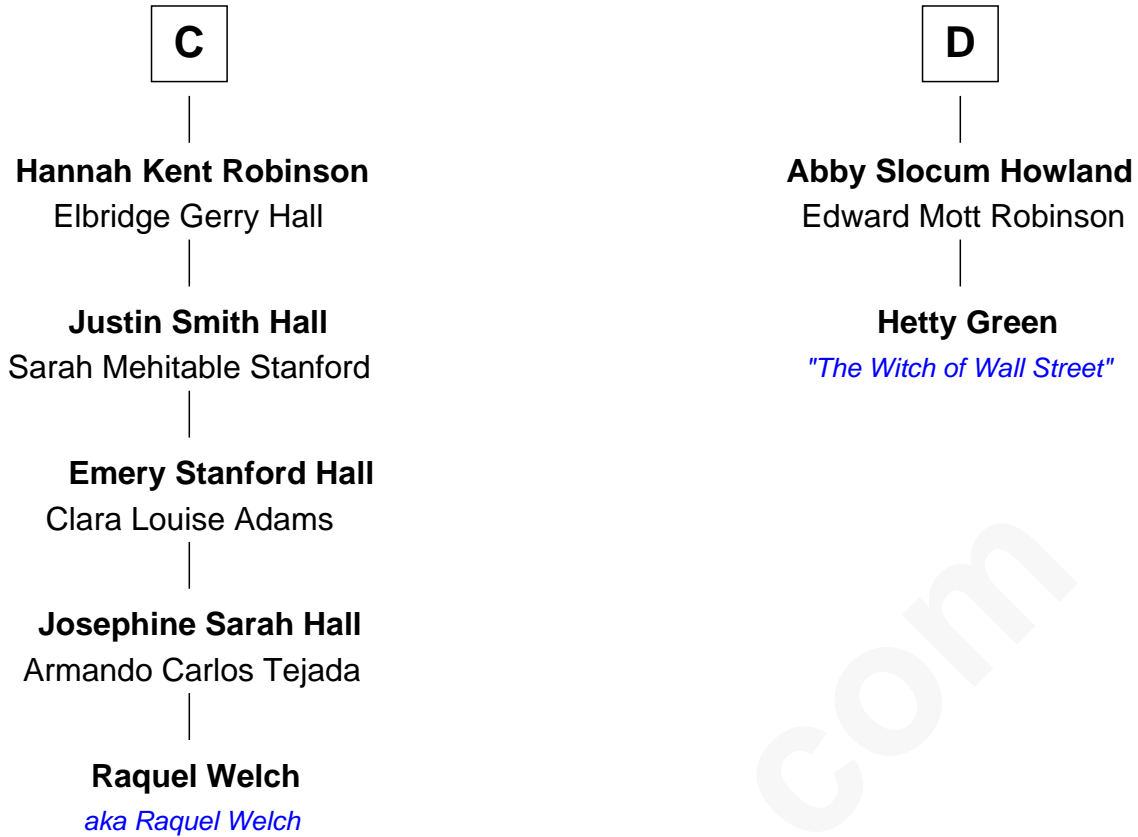 C
Hannah Kent Robinson
Elbridge Gerry Hall
Justin Smith Hall
Sarah Mehitable Stanford
Emery Stanford Hall
Clara Louise Adams
Josephine Sarah Hall
Armando Carlos Tejada
Raquel Welch
aka Raquel Welch
D
Abby Slocum Howland
Edward Mott Robinson
Hetty Green
"The Witch of Wall Street"
com